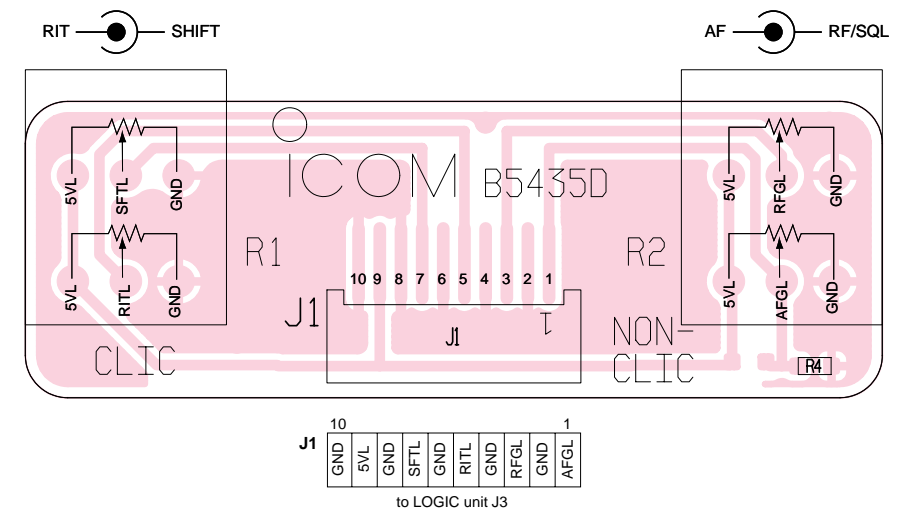 RIT SHIFT AF RF/SQL
5VL SFTL GND 5VL RFGL GND
ICOM B5435D
R1 R2
5VL RITL GND 5VL AFGL GND
10 9 8 7 6 5 4 3 2 1
J1 J1 1 NON-
CLIC CLIC R4
10 1
J1 GND 5VL GND SFTL GND RITL GND RFGL GND AFGL
to LOGIC unit J3